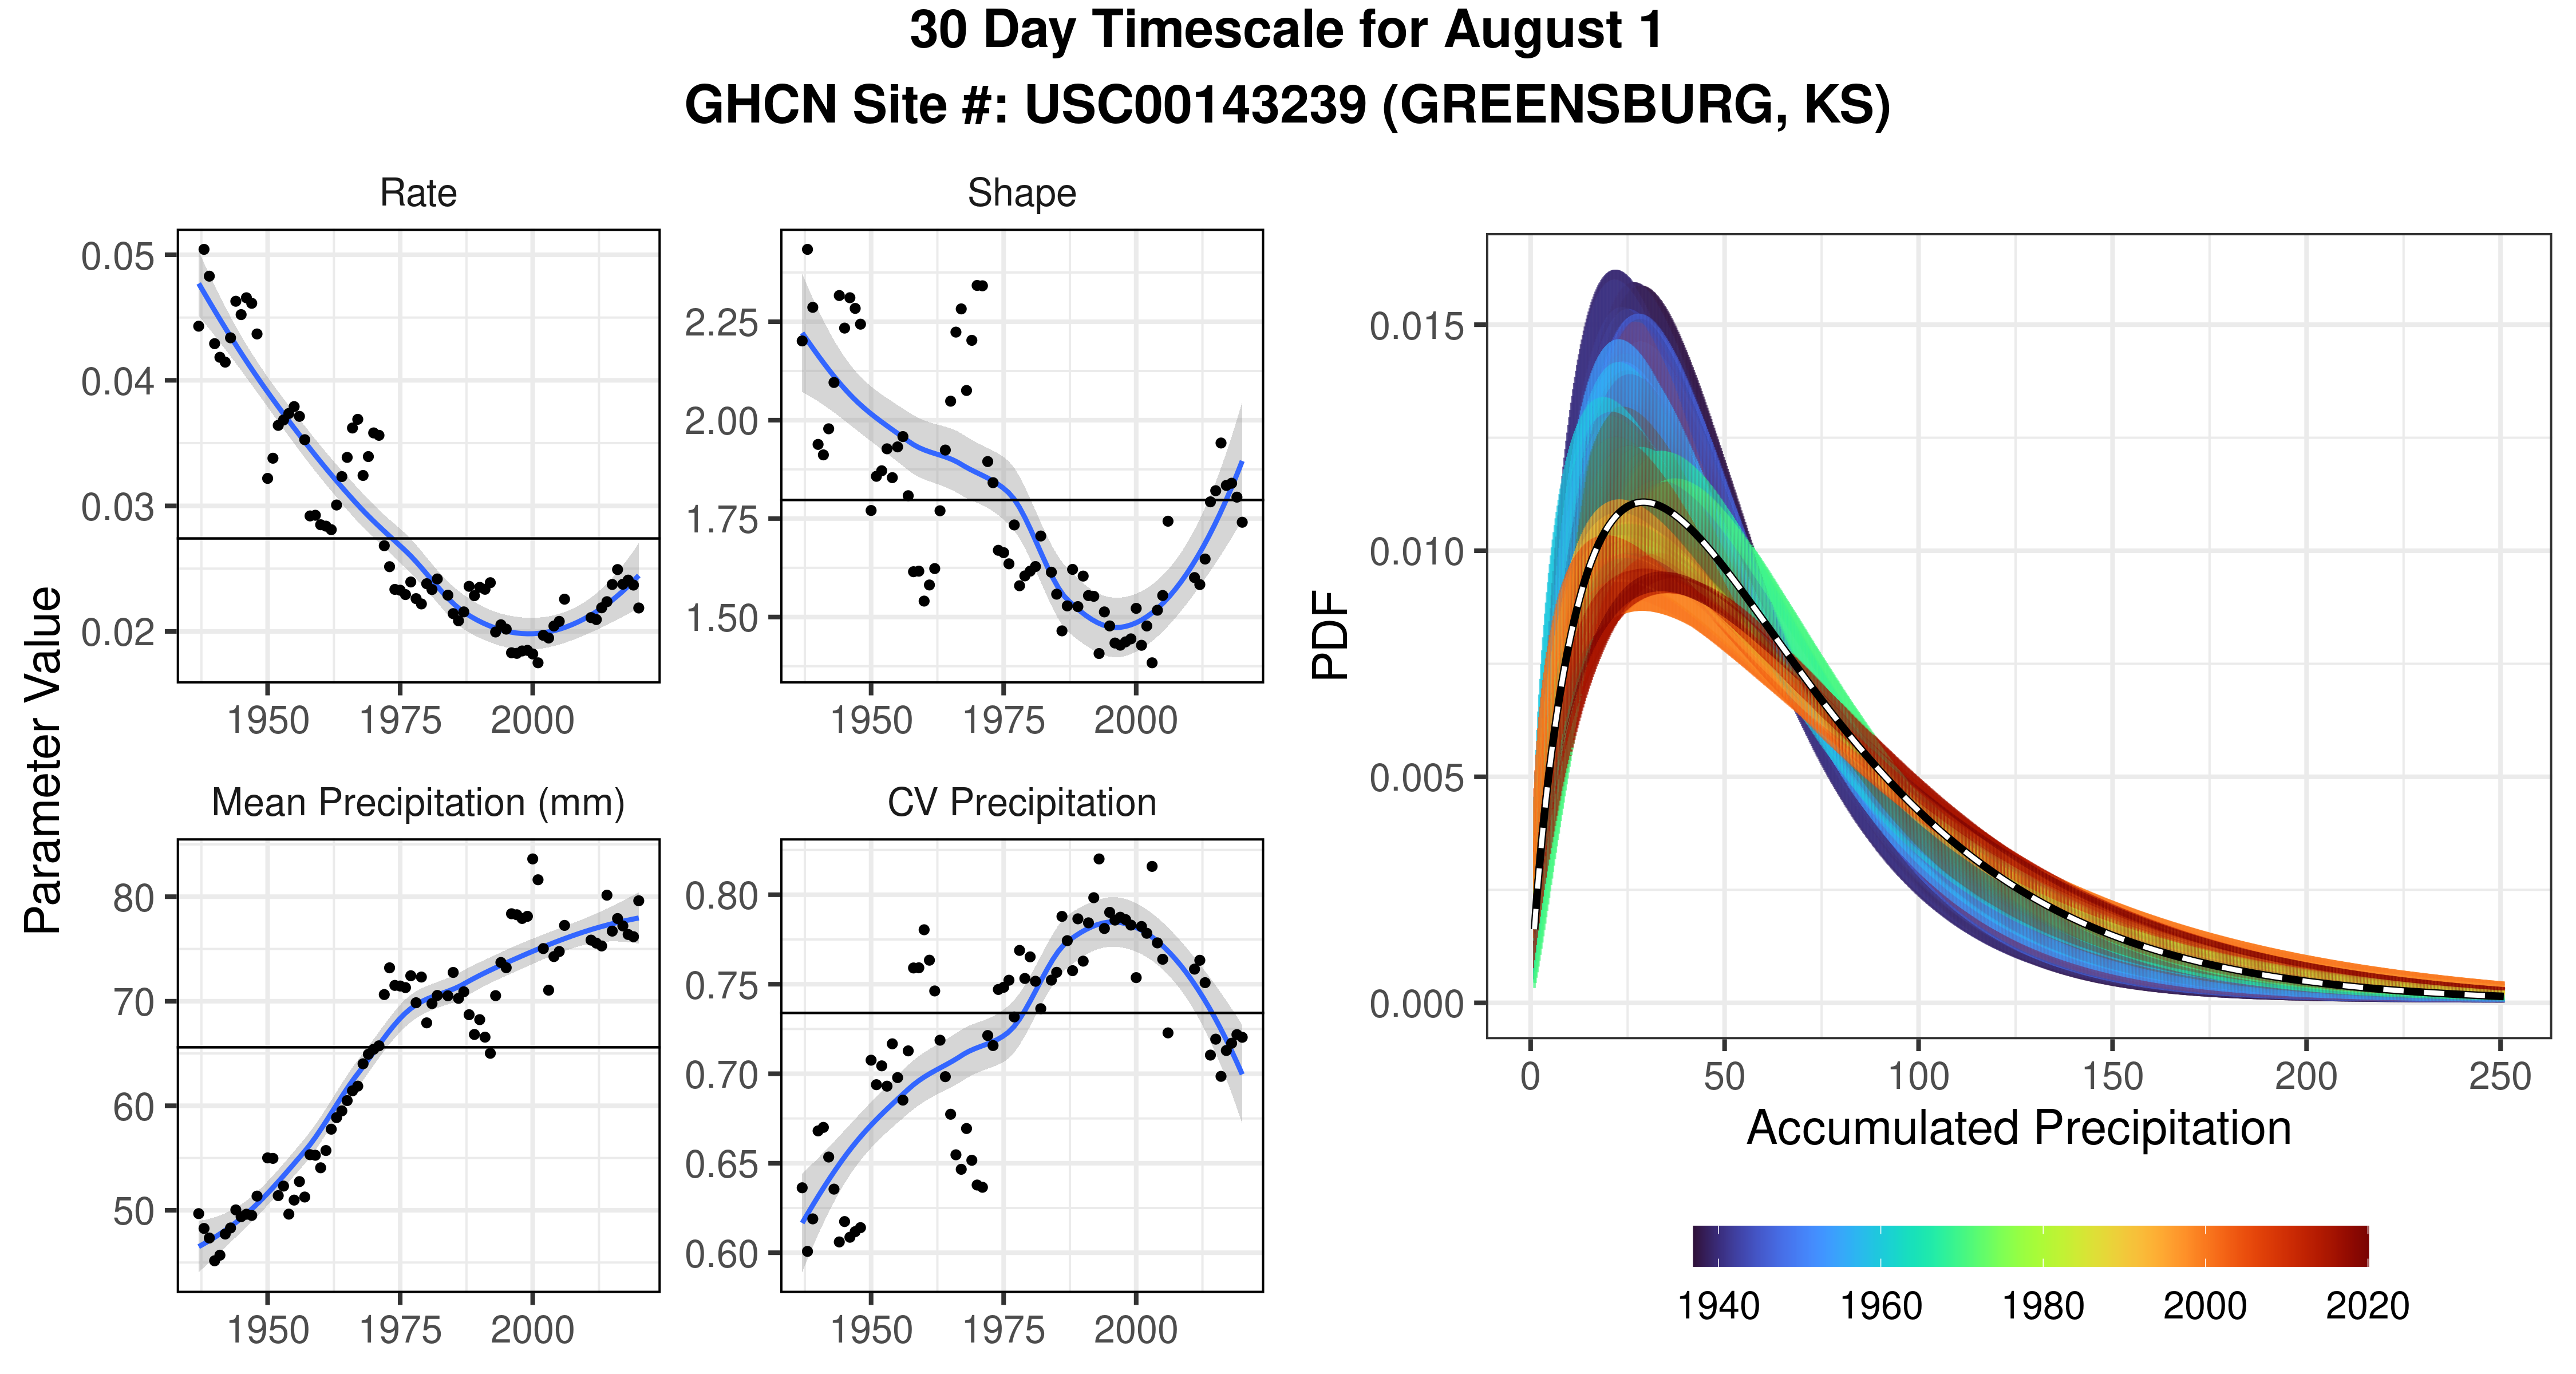 30 Day Timescale for August 1
GHCN Site #: USC00143239 (GREENSBURG, KS)
Parameter Value
Rate
0.05
0.04
0.03
0.02
1950 1975 2000
Shape
2.25
2.00
1.75
1.50
1950 1975 2000
Mean Precipitation (mm)
80
70
60
50
1950 1975 2000
CV Precipitation
0.80
0.75
0.70
0.65
0.60
1950 1975 2000
PDF
0.015
0.010
0.005
0.000
0 50 100 150 200 250
Accumulated Precipitation
1940 1960 1980 2000 2020